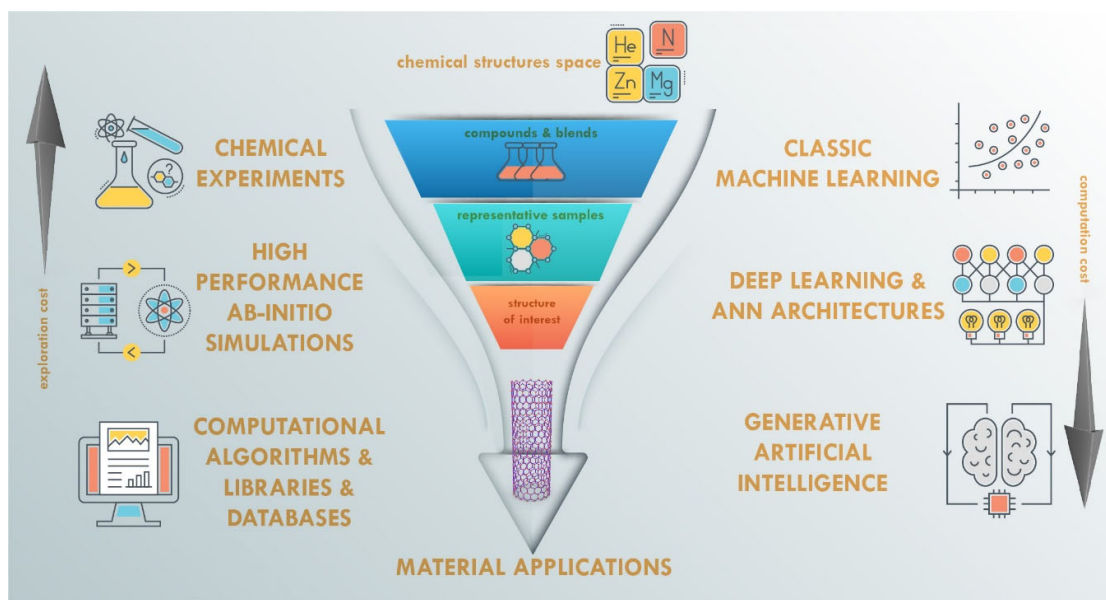 chemical structures space
He
N
Zn
Mg
compounds & blends
representative samples
structure
of interest
MATERIAL APPLICATIONS
exploration cost
CHEMICAL
EXPERIMENTS
?
HIGH
PERFORMANCE
AB-INITIO
SIMULATIONS
COMPUTATIONAL
ALGORITHMS &
LIBRARIES &
DATABASES
CLASSIC
MACHINE LEARNING
DEEP LEARNING &
ANN ARCHITECTURES
GENERATIVE
ARTIFICIAL
INTELLIGENCE
computation cost